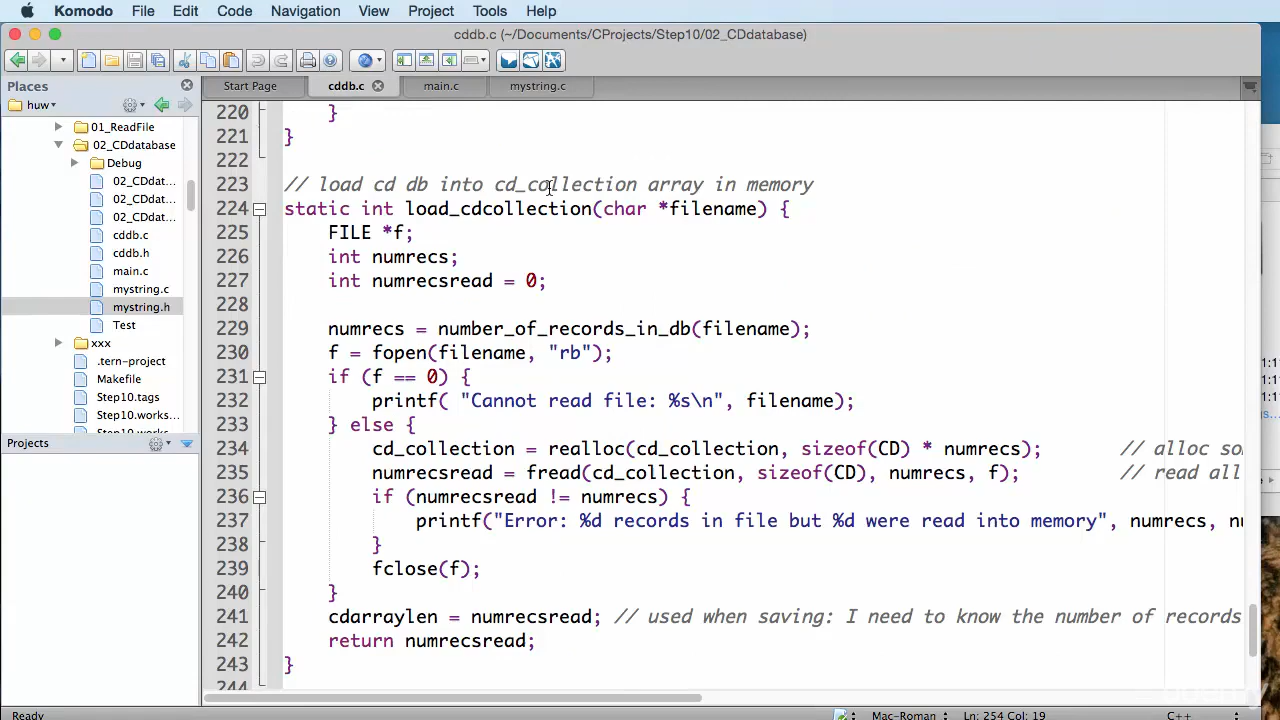 Komodo File Edit Code Navigation View Project Tools Help
cddb.c (~/Documents/CProjects/Step10/02_CDdatabase)
Places
huw
01_ReadFile
02_CDdatabase
Debug
02_CDdat...
02_CDdat...
02_CDdat...
cddb.c
cddb.h
main.c
mystring.c
mystring.h
Test
xxx
.tern-project
Makefile
Step10.tags
Step10.works...
Projects
Start Page cddb.c main.c mystring.c
220 }
221 }
222
223 // load cd db into cd_collection array in memory
224 static int load_cdcollection(char *filename) {
225 FILE *f;
226 int numrecs;
227 int numrecsread = 0;
228
229 numrecs = number_of_records_in_db(filename);
230 f = fopen(filename, "rb");
231 if (f == 0) {
232 printf( "Cannot read file: %s\n", filename);
233 } else {
234 cd_collection = realloc(cd_collection, sizeof(CD) * numrecs); // alloc so
235 numrecsread = fread(cd_collection, sizeof(CD), numrecs, f); // read all
236 if (numrecsread != numrecs) {
237 printf("Error: %d records in file but %d were read into memory", numrecs, nu
238 }
239 fclose(f);
240 }
241 cdarraylen = numrecsread; // used when saving: I need to know the number of records
242 return numrecsread;
243 }
244
Ready Mac-Roman Ln: 254 Col: 19 C++